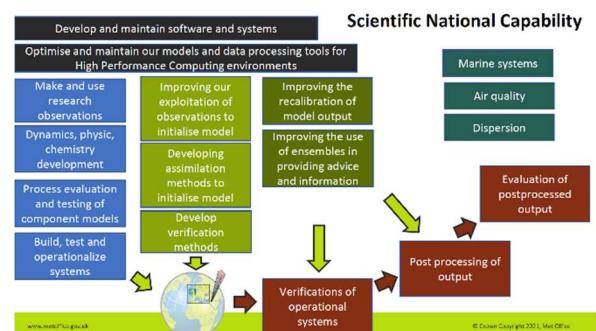 Scientific National Capability
Develop and maintain software and systems
Optimise and maintain our models and data processing tools for
High Performance Computing environments
Make and use
research
observations
Dynamics, physic,
chemistry
development
Process evaluation
and testing of
component models
Build, test and
operationalize
systems
Improving our
exploitation of
observations to
initialise model
Developing
assimilation
methods to
initialise model
Develop
verification
methods
Improving the
recalibration of
model output
Improving the use
of ensembles in
providing advice
and information
Marine systems
Air quality
Dispersion
Verifications of
operational
systems
Post processing of
output
Evaluation of
postprocessed
output
www.metoffice.gov.uk
© Crown Copyright 2021, Met Office